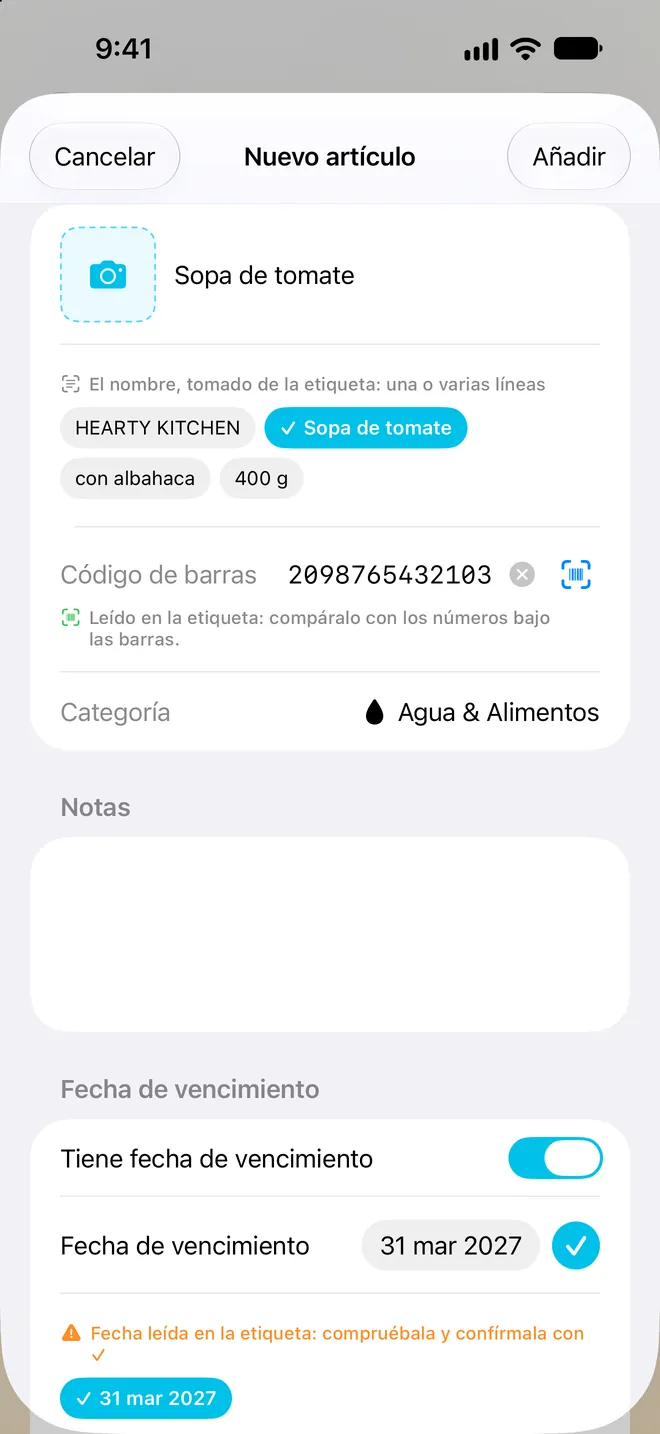 9:41
Cancelar
Nuevo artículo
Añadir
Sopa de tomate
El nombre, tomado de la etiqueta: una o varias líneas
HEARTY KITCHEN
✓ Sopa de tomate
con albahaca
400 g
Código de barras
2098765432103
Leído en la etiqueta: compáralo con los números bajo
las barras.
Categoría
Agua & Alimentos
Notas
Fecha de vencimiento
Tiene fecha de vencimiento
Fecha de vencimiento
31 mar 2027
Fecha leída en la etiqueta: compruébala y confírmala con
✓
✓ 31 mar 2027